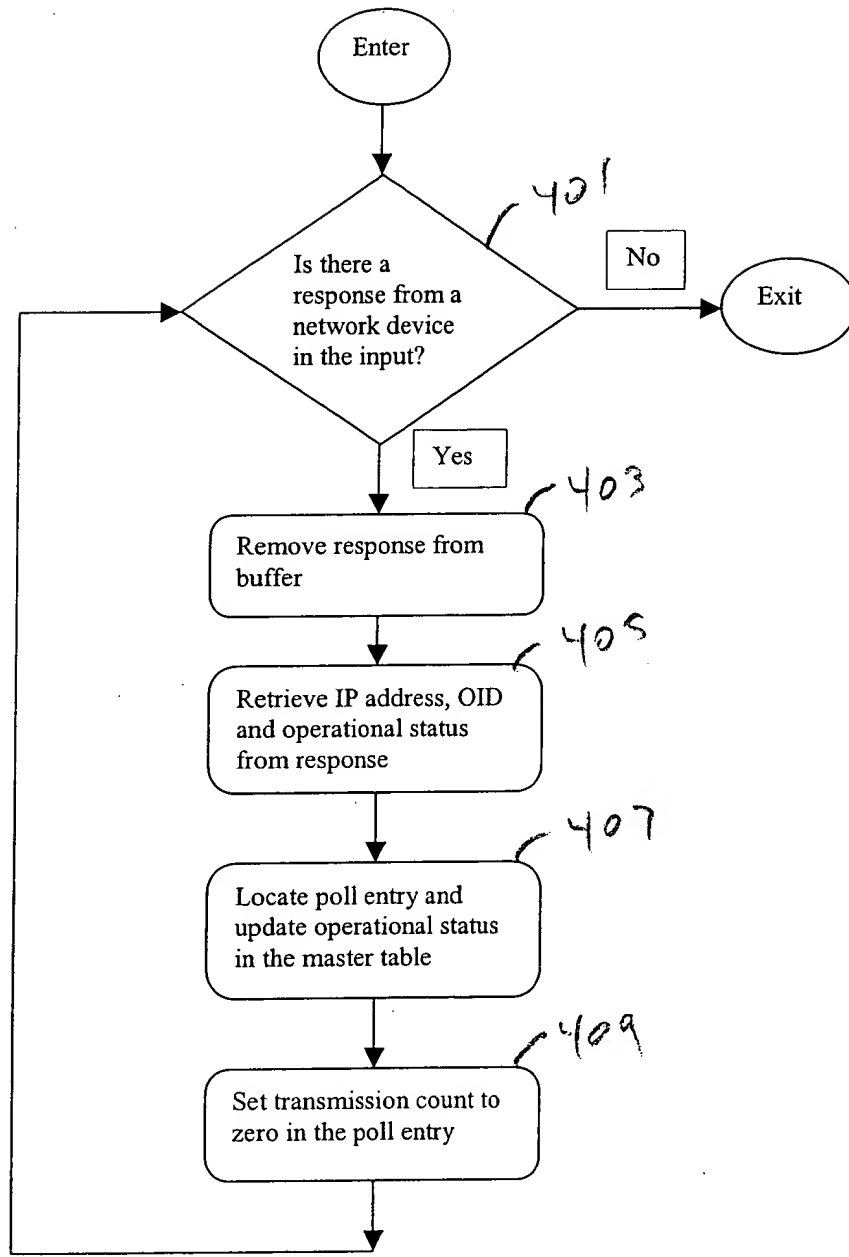 Enter
401
Is there a
response from a
network device
in the input?
No
Exit
Yes
403
Remove response from
buffer
405
Retrieve IP address, OID
and operational status
from response
407
Locate poll entry and
update operational status
in the master table
409
Set transmission count to
zero in the poll entry